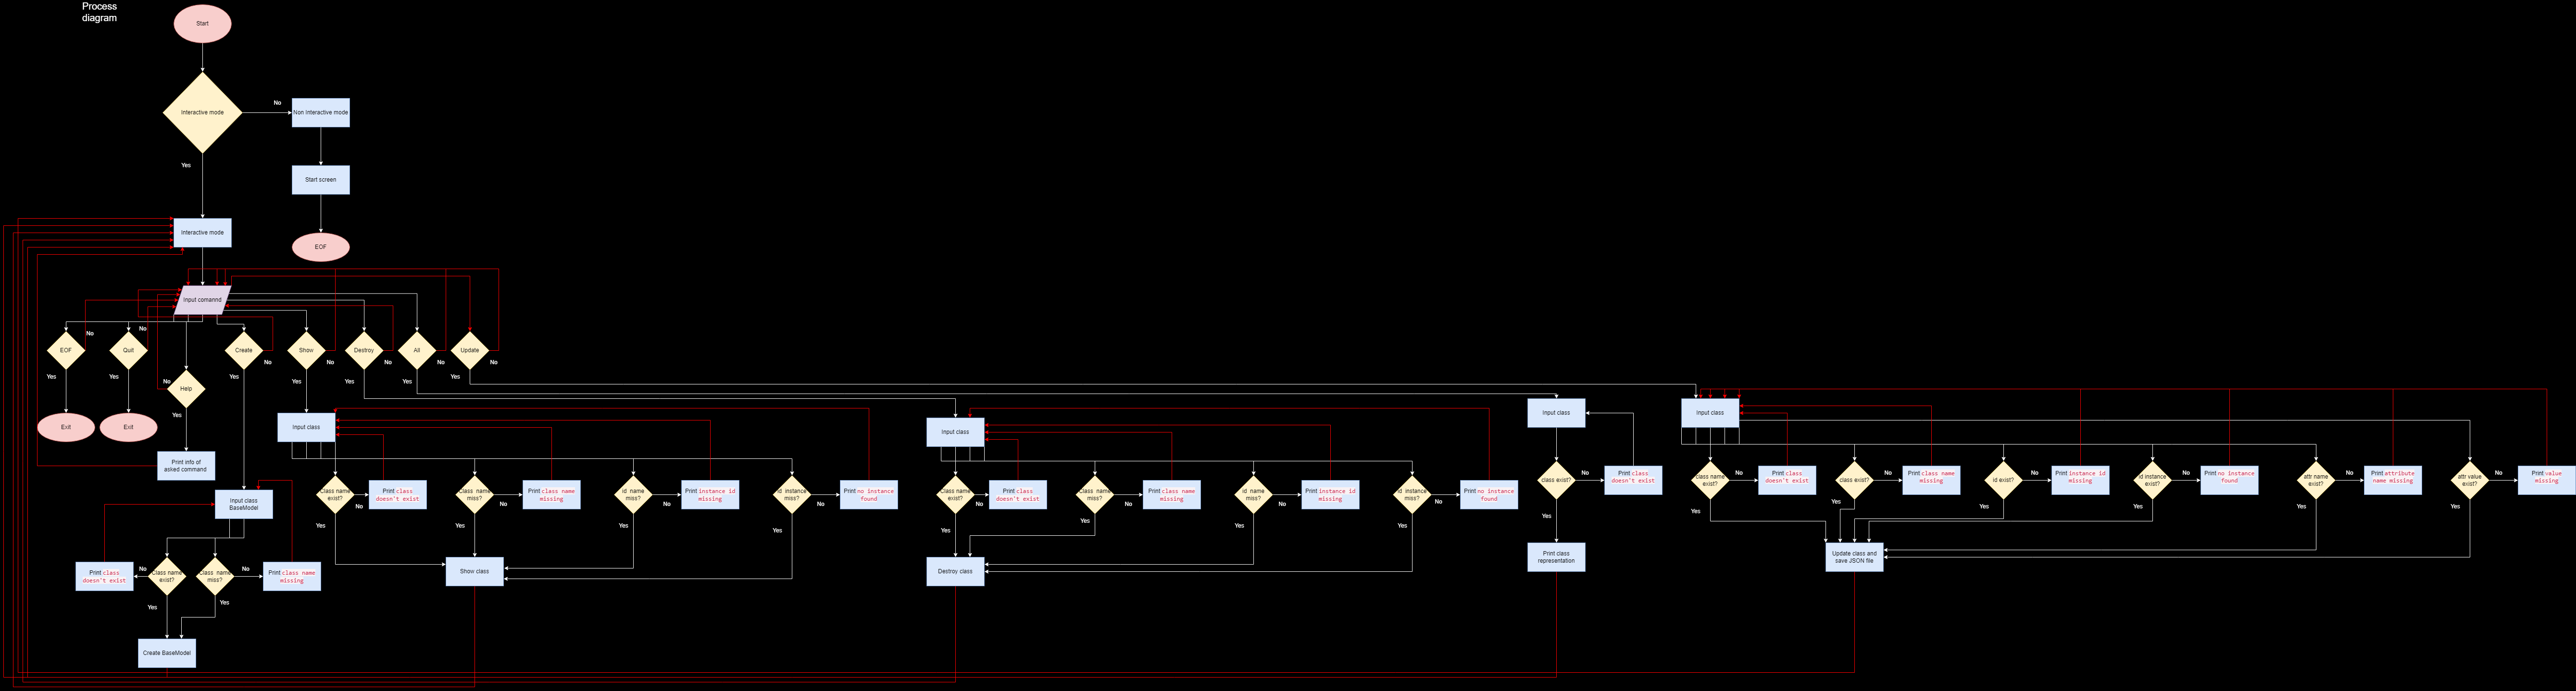 Process
diagram
Start
Interactive mode
No
Non Interactive mode
Yes
Start screen
Interactive mode
EOF
Input comannd
EOF
No
Yes
Exit
Quit
No
Yes
Exit
Help
No
Yes
Print info of
asked command
Create
No
Yes
Show
No
Yes
Destroy
No
Yes
All
No
Yes
Update
No
Yes
Input class
BaseModel
Class name
exist?
No
Print class
doesn't exist
Yes
Class name
miss?
No
Print class name
missing
Yes
Create BaseModel
Input class
Class name
exist?
No
Print class
doesn't exist
Yes
Class name
miss?
No
Print class name
missing
Yes
id name
miss?
No
Print instance id
missing
Yes
id instance
miss?
No
Print no instance
found
Yes
Show class
Input class
Class name
exist?
No
Print class
doesn't exist
Yes
Class name
miss?
No
Print class name
missing
Yes
id name
miss?
No
Print instance id
missing
Yes
id instance
miss?
No
Print no instance
found
Yes
Destroy class
Input class
class exist?
No
Print class
doesn't exist
Yes
Print class
representation
Input class
class name
exist?
No
Print class
doesn't exist
Yes
class exist?
No
Print class name
missing
Yes
id exist?
No
Print instance id
missing
Yes
id instance
exist?
No
Print no instance
found
Yes
attr name
exist?
No
Print attribute
name missing
Yes
attr value
exist?
No
Print value
missing
Yes
Update class and
save JSON file